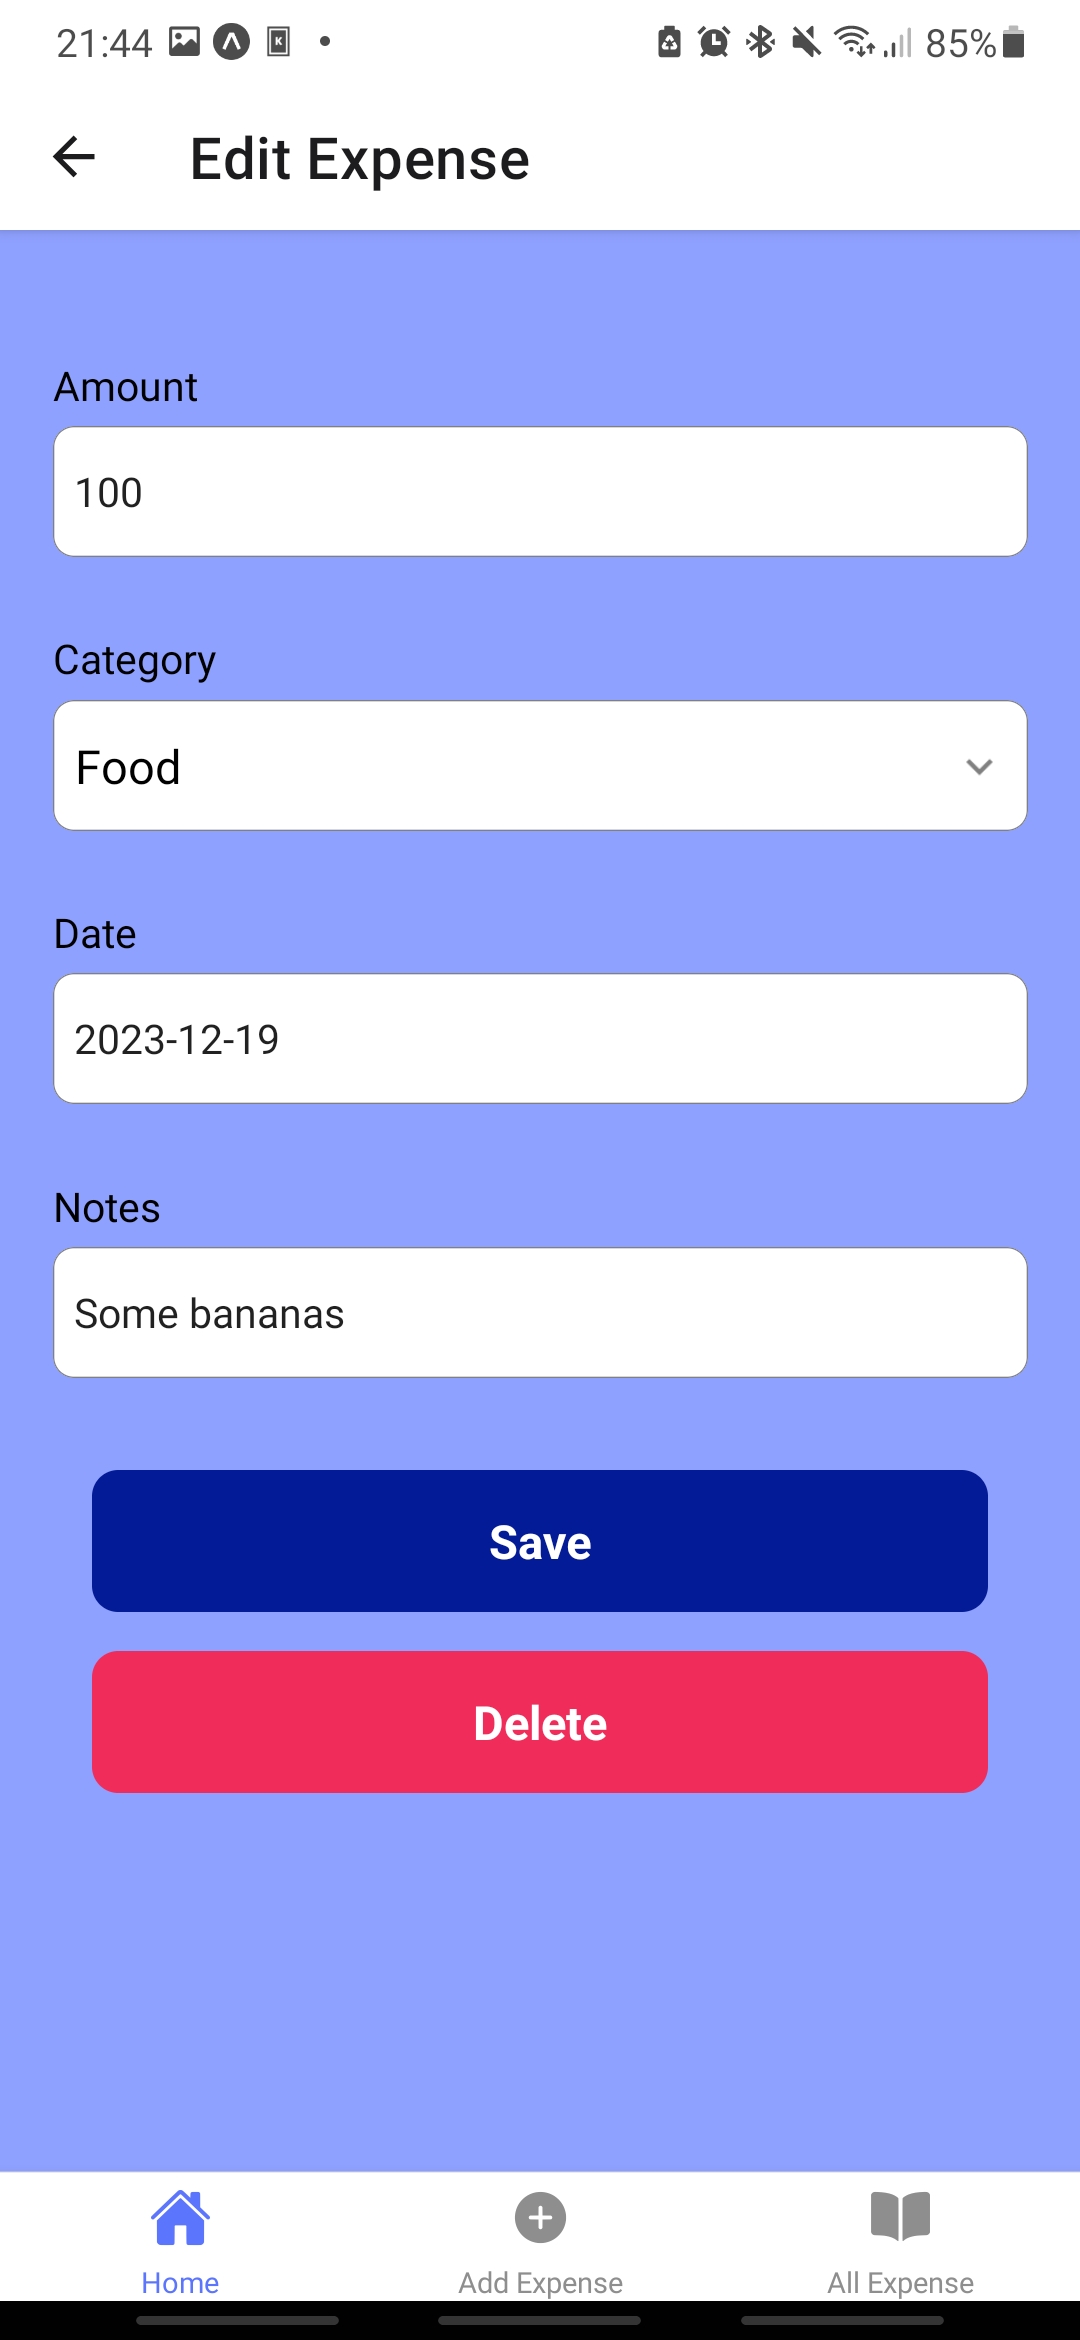 21:44 85%
Edit Expense
Amount
100
Category
Food
Date
2023-12-19
Notes
Some bananas
Save
Delete
Home Add Expense All Expense